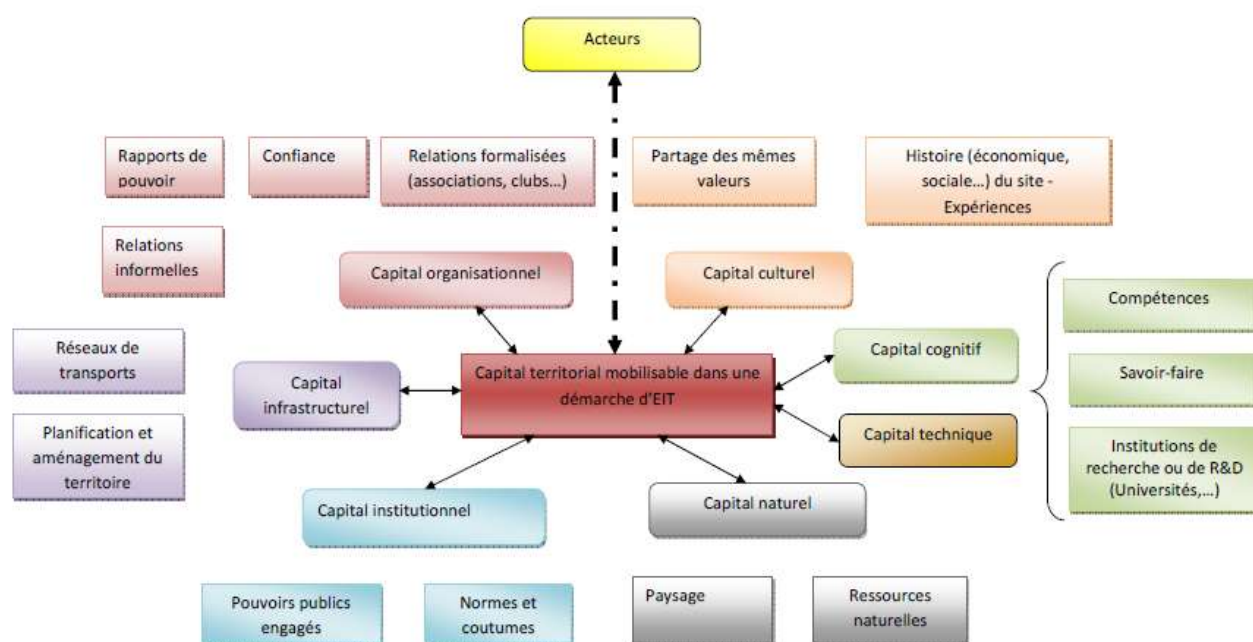 Acteurs
Rapports de
pouvoir
Confiance
Relations formalisées
(associations, clubs…)
Partage des mêmes
valeurs
Histoire (économique,
sociale…) du site -
Expériences
Relations
informelles
Capital organisationnel
Capital culturel
Compétences
Réseaux de
transports
Capital cognitif
Capital
infrastructurel
Capital territorial mobilisable dans une
démarche d'EIT
Savoir-faire
Planification et
aménagement du
territoire
Capital technique
Institutions de
recherche ou de R&D
(Universités,…)
Capital institutionnel
Capital naturel
Pouvoirs publics
engagés
Normes et
coutumes
Paysage
Ressources
naturelles